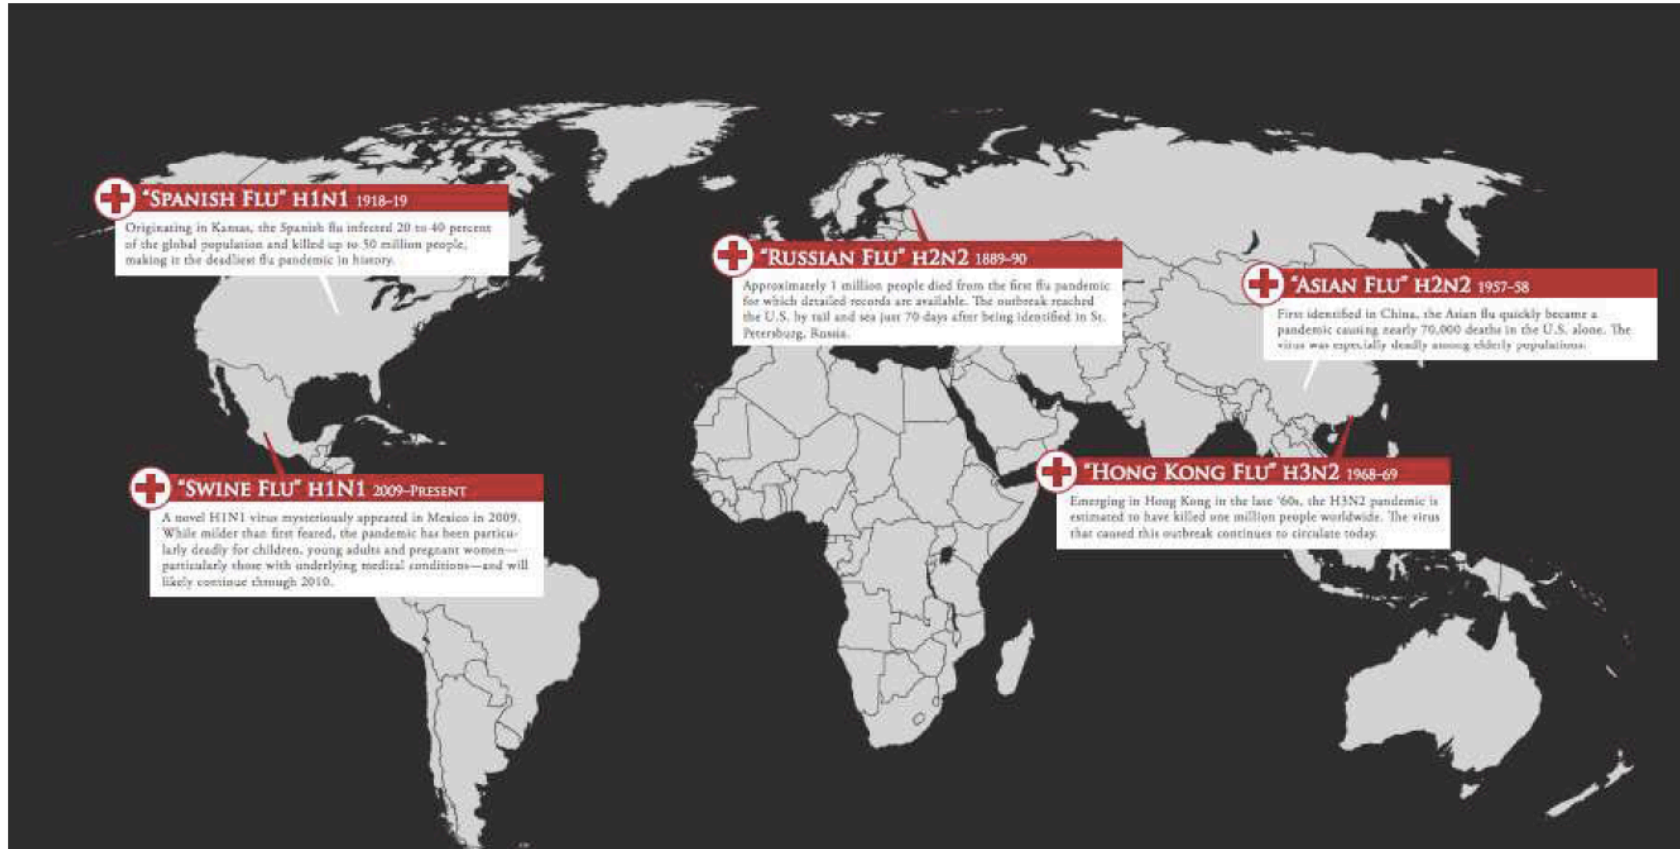 "SPANISH FLU" H1N1 1918–19
Originating in Kansas, the Spanish flu infected 20 to 40 percent
of the global population and killed up to 50 million people,
making it the deadliest flu pandemic in history.
"RUSSIAN FLU" H2N2 1889–90
Approximately 1 million people died from the first flu pandemic
for which detailed records are available. The outbreak reached
the U.S. by rail and sea just 70 days after being identified in St.
Petersburg, Russia.
"ASIAN FLU" H2N2 1957–58
First identified in China, the Asian flu quickly became a
pandemic causing nearly 70,000 deaths in the U.S. alone. The
virus was especially deadly among elderly populations.
"SWINE FLU" H1N1 2009–PRESENT
A novel H1N1 virus mysteriously appeared in Mexico in 2009.
While milder than first feared, the pandemic has been particu-
larly deadly for children, young adults and pregnant women—
particularly those with underlying medical conditions—and will
likely continue through 2010.
"HONG KONG FLU" H3N2 1968–69
Emerging in Hong Kong in the late '60s, the H3N2 pandemic is
estimated to have killed one million people worldwide. The virus
that caused this outbreak continues to circulate today.